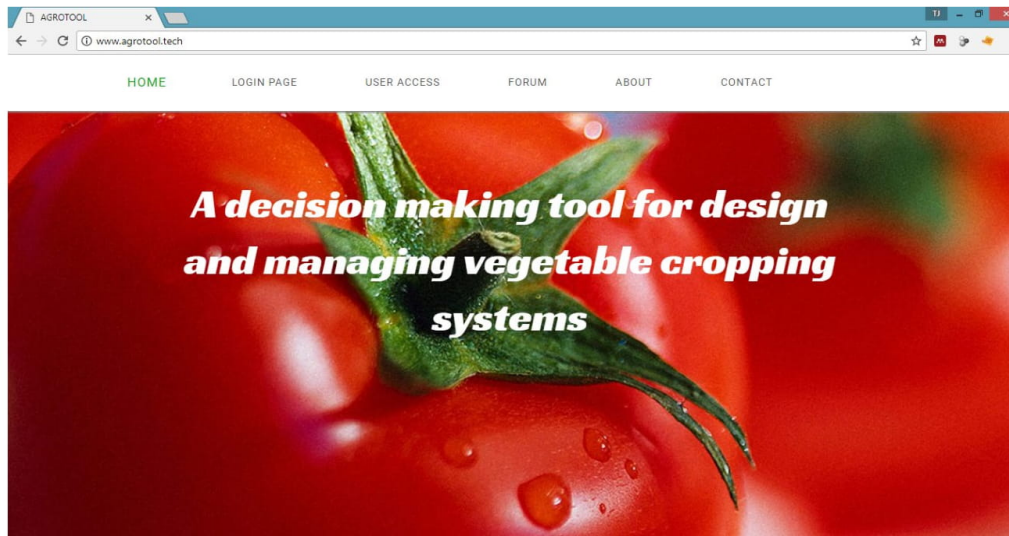 AGROTOOL
TJ
www.agrotool.tech
HOME LOGIN PAGE USER ACCESS FORUM ABOUT CONTACT
A decision making tool for design
and managing vegetable cropping
systems